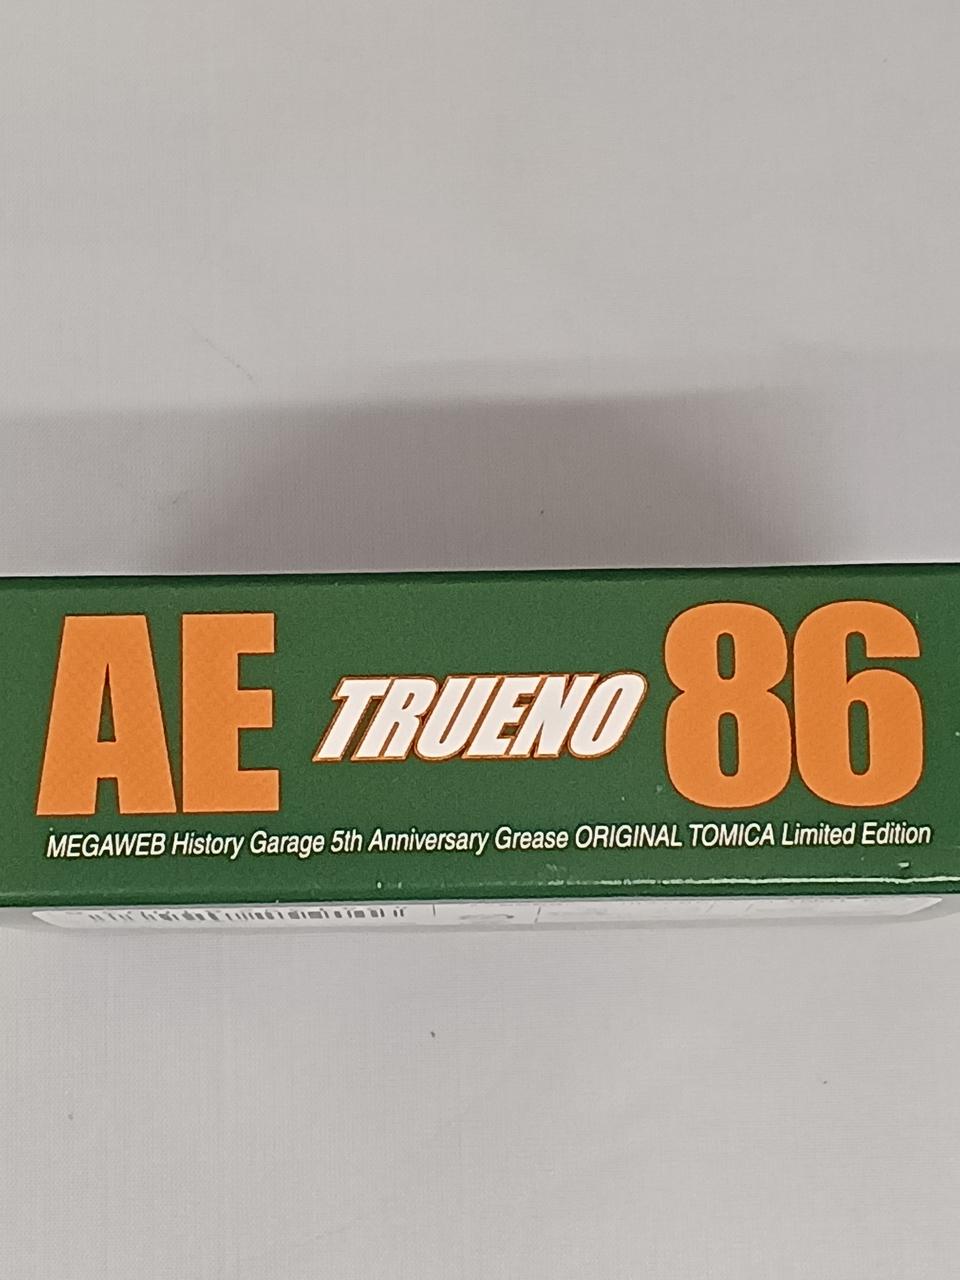 AE TRUENO 86
MEGAWEB History Garage 5th Anniversary Grease ORIGINAL TOMICA Limited Edition